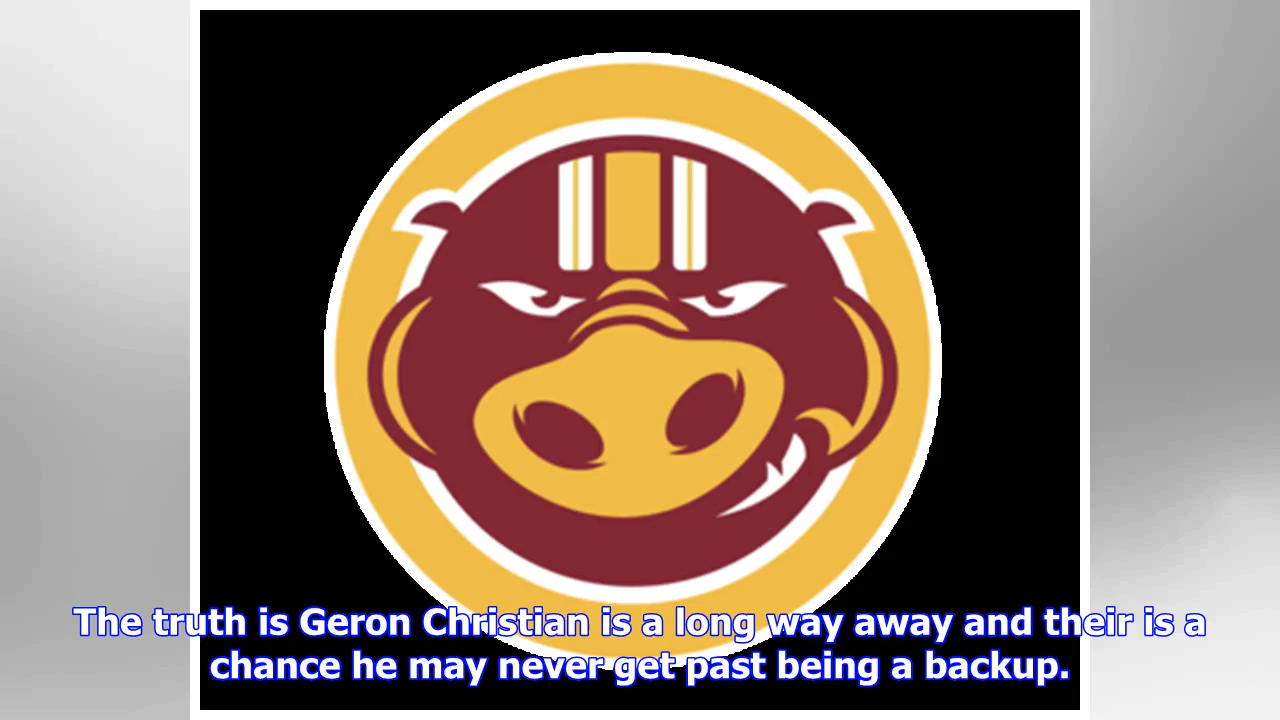 The truth is Geron Christian is a long way away and their is a
chance he may never get past being a backup.